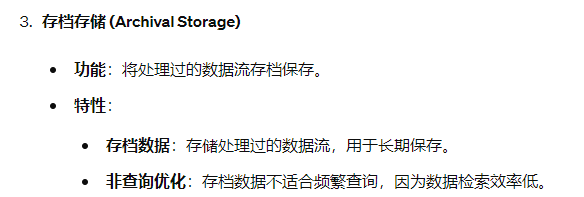 3. 存档存储 (Archival Storage)
• 功能：将处理过的数据流存档保存。
• 特性：
• 存档数据：存储处理过的数据流，用于长期保存。
• 非查询优化：存档数据不适合频繁查询，因为数据检索效率低。